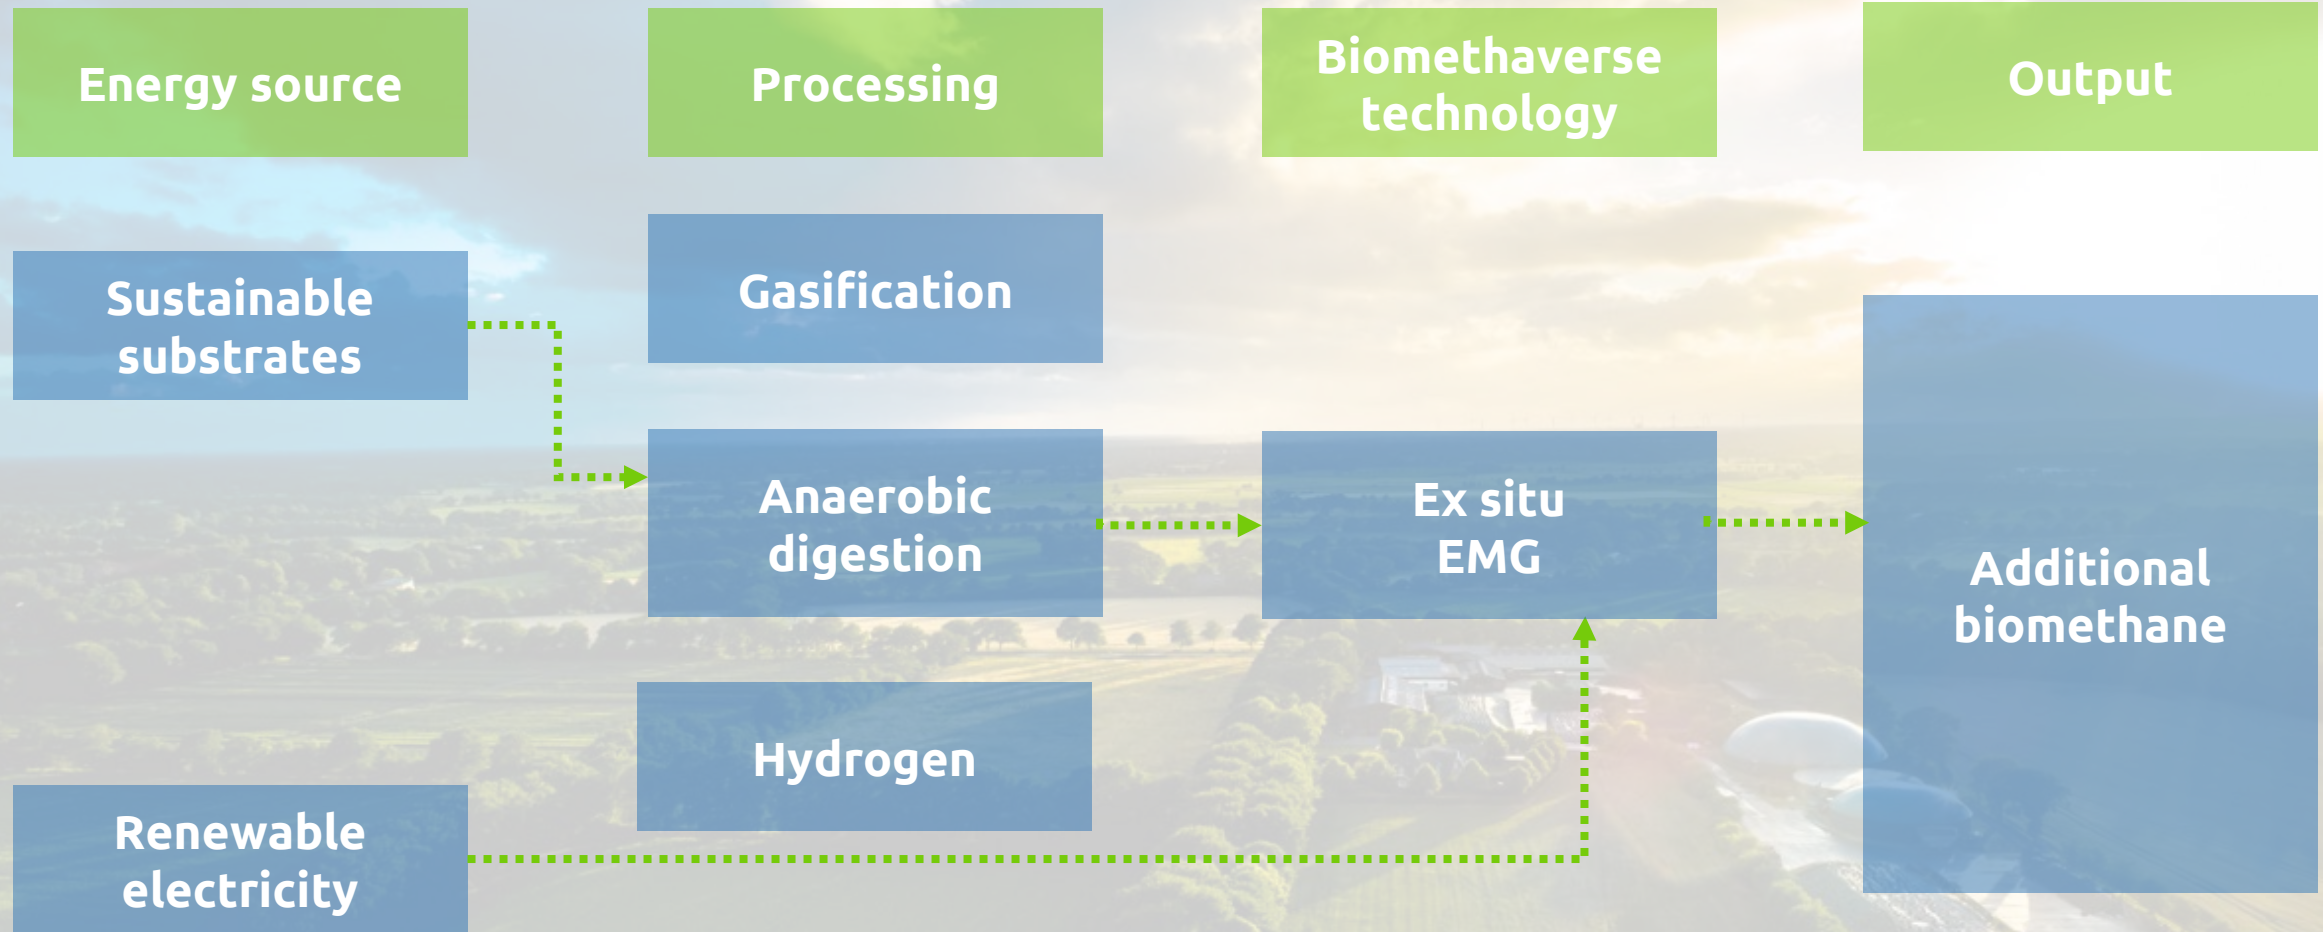 Energy source
Processing
Biomethaverse
technology
Output
Sustainable
substrates
Gasification
Anaerobic
digestion
Ex situ
EMG
Additional
biomethane
Hydrogen
Renewable
electricity